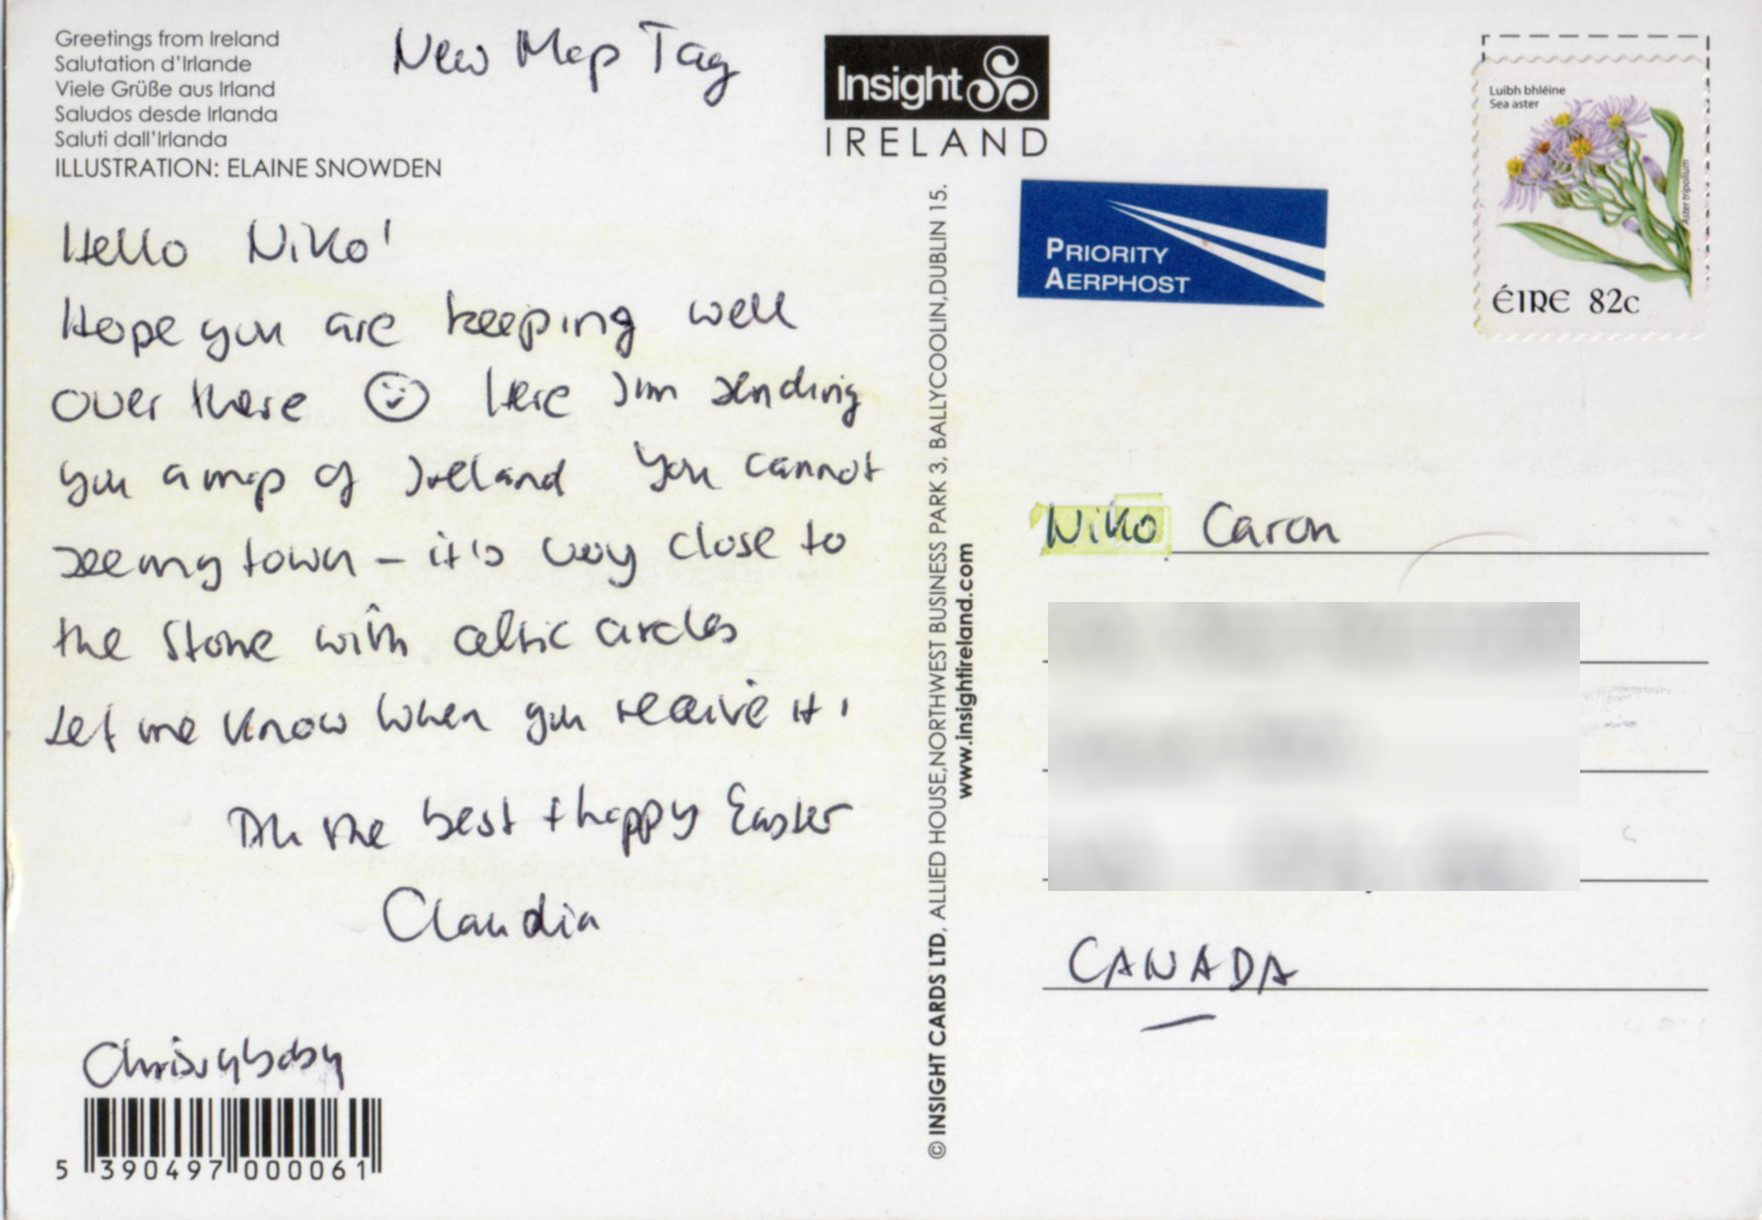 Greetings from Ireland
Salutation d'Irlande
Viele Grüße aus Irland
Saludos desde Irlanda
Saluti dall'Irlanda
ILLUSTRATION: ELAINE SNOWDEN
New Map Tag
Insight
IRELAND
Luibh bhléine
Sea aster
Aster tripolium
ÉIRE 82c
PRIORITY
AERPHOST
Hello Niko!
Hope you are keeping well
over there Here I'm sending
you a map of Ireland You cannot
see my town - it's very close to
the stone with celtic circles
Let me know when you receive it!
All the best + happy Easter
Claudia
Chrisybaby
5 390497 000061
© INSIGHT CARDS LTD, ALLIED HOUSE,NORTHWEST BUSINESS PARK 3, BALLYCOOLIN,DUBLIN 15.
www.insightireland.com
Niko Caron
CANADA